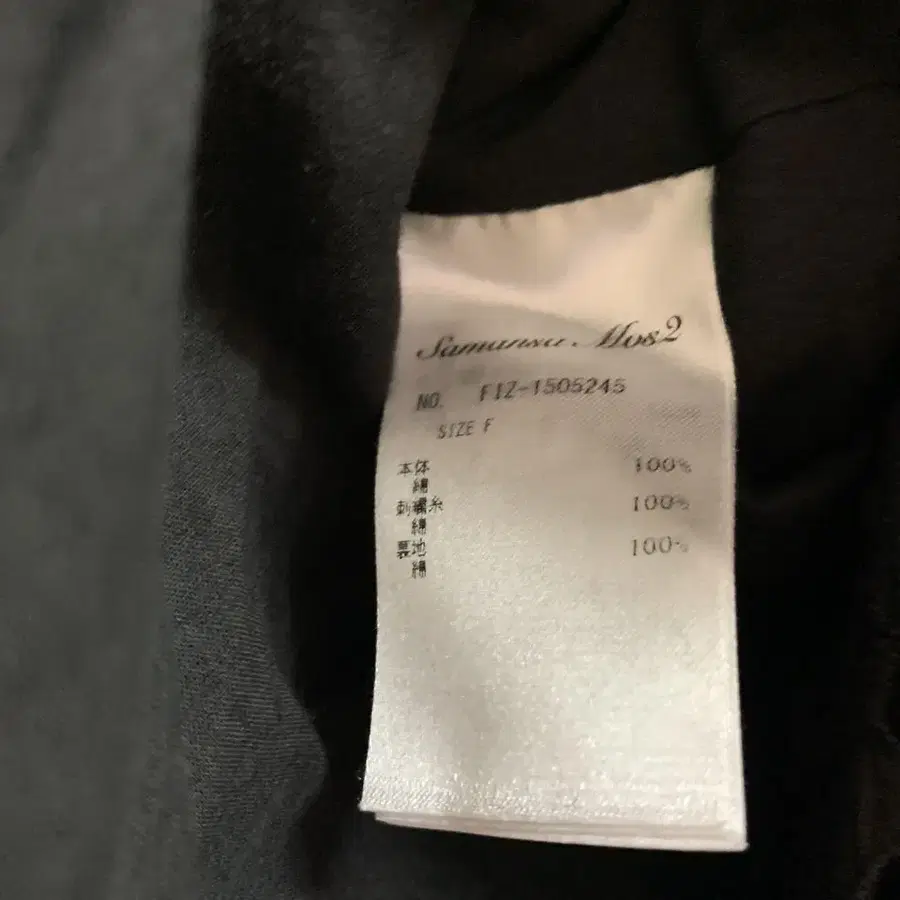 Samansa Mos2
NO. FIZ-1505245
SIZE F
本体 100%
綿
刺繍糸 100%
綿
裏地 100%
綿